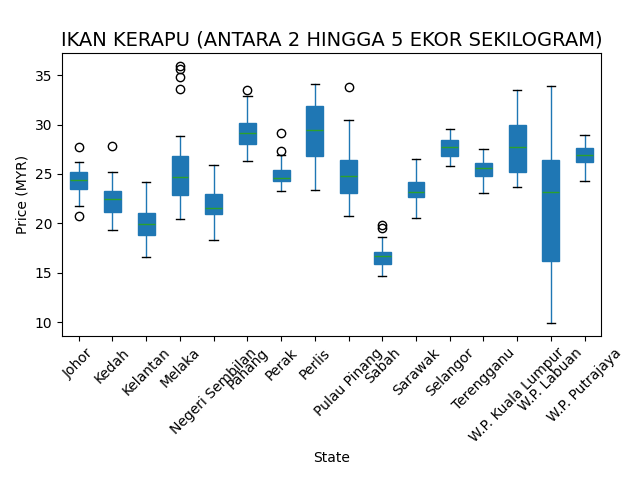 IKAN KERAPU (ANTARA 2 HINGGA 5 EKOR SEKILOGRAM)
Price (MYR)
35
30
25
20
15
10
Johor
Kedah
Kelantan
Melaka
Negeri Sembilan
Pahang
Perak
Perlis
Pulau Pinang
Sabah
Sarawak
Selangor
Terengganu
W.P. Kuala Lumpur
W.P. Labuan
W.P. Putrajaya
State